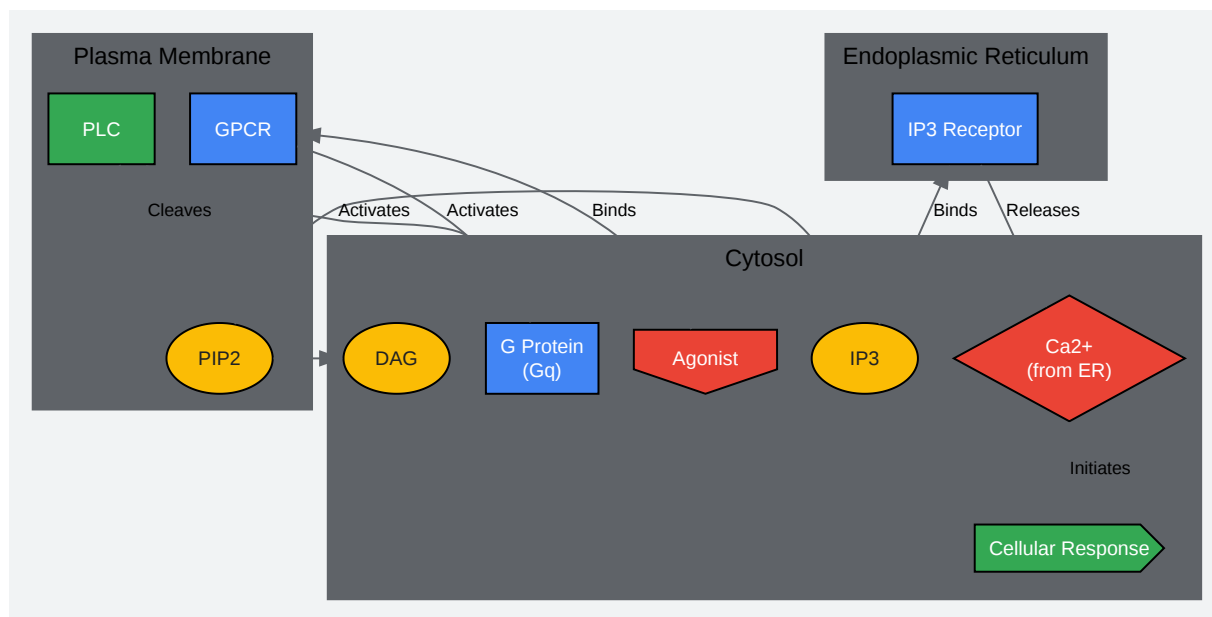 Plasma Membrane
Endoplasmic Reticulum
PLC
GPCR
IP3 Receptor
Cleaves
Activates
Activates
Binds
Binds
Releases
Cytosol
PIP2
DAG
G Protein
(Gq)
Agonist
IP3
Ca2+
(from ER)
Initiates
Cellular Response